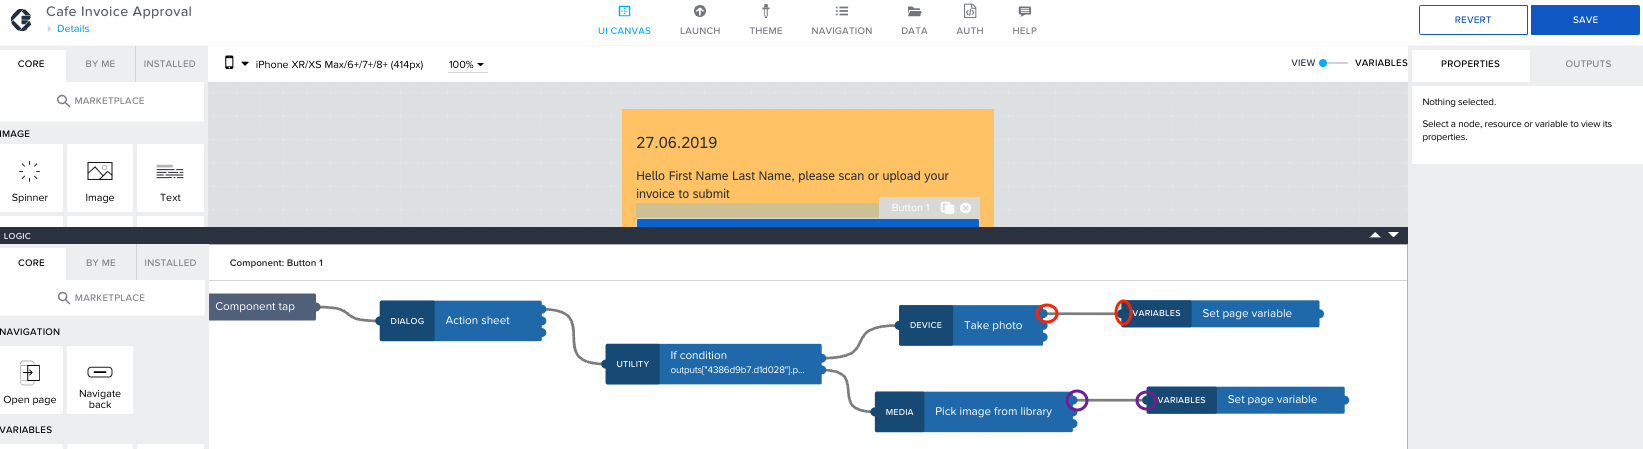 Cafe Invoice Approval
Details
UI CANVAS
LAUNCH
THEME
NAVIGATION
DATA
AUTH
HELP
REVERT
SAVE
CORE
BY ME
INSTALLED
iPhone XR/XS Max/6+/7+/8+ (414px)
100%
VIEW
VARIABLES
PROPERTIES
OUTPUTS
MARKETPLACE
Nothing selected.
Select a node, resource or variable to view its
properties.
IMAGE
Spinner
Image
Text
27.06.2019
Hello First Name Last Name, please scan or upload your
invoice to submit
Button 1
LOGIC
CORE
BY ME
INSTALLED
Component: Button 1
MARKETPLACE
NAVIGATION
Open page
Navigate
back
VARIABLES
Component tap
DIALOG
Action sheet
UTILITY
If condition
outputs["4386d9b7.d1d028"].p...
DEVICE
Take photo
VARIABLES
Set page variable
MEDIA
Pick image from library
VARIABLES
Set page variable